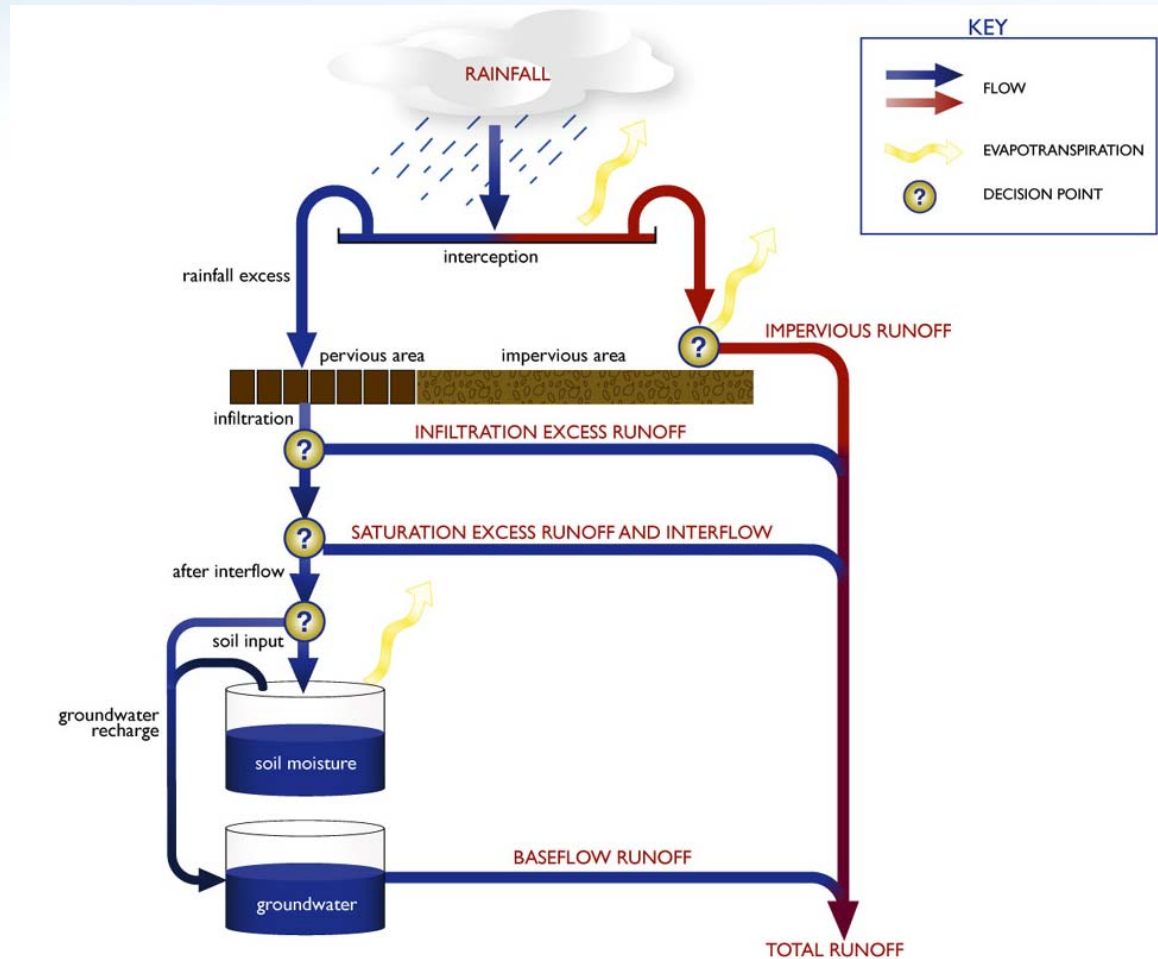 KEY
RAINFALL
FLOW
EVAPOTRANSPIRATION
?
DECISION POINT
interception
rainfall excess
?
IMPERVIOUS RUNOFF
pervious area
impervious area
infiltration
?
INFILTRATION EXCESS RUNOFF
?
SATURATION EXCESS RUNOFF AND INTERFLOW
after interflow
?
soil input
groundwater
recharge
soil moisture
BASEFLOW RUNOFF
groundwater
TOTAL RUNOFF